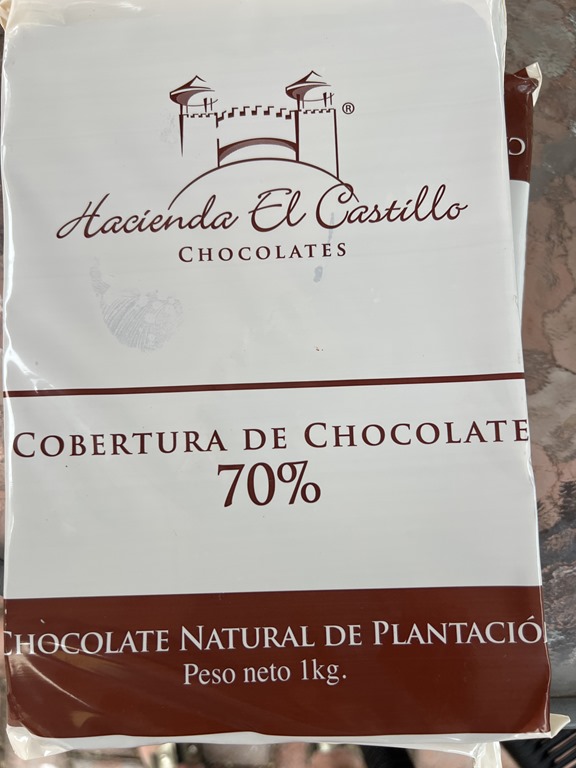 ®
Hacienda El Castillo
CHOCOLATES
COBERTURA DE CHOCOLATE
70%
CHOCOLATE NATURAL DE PLANTACIÓ
Peso neto 1kg.
O